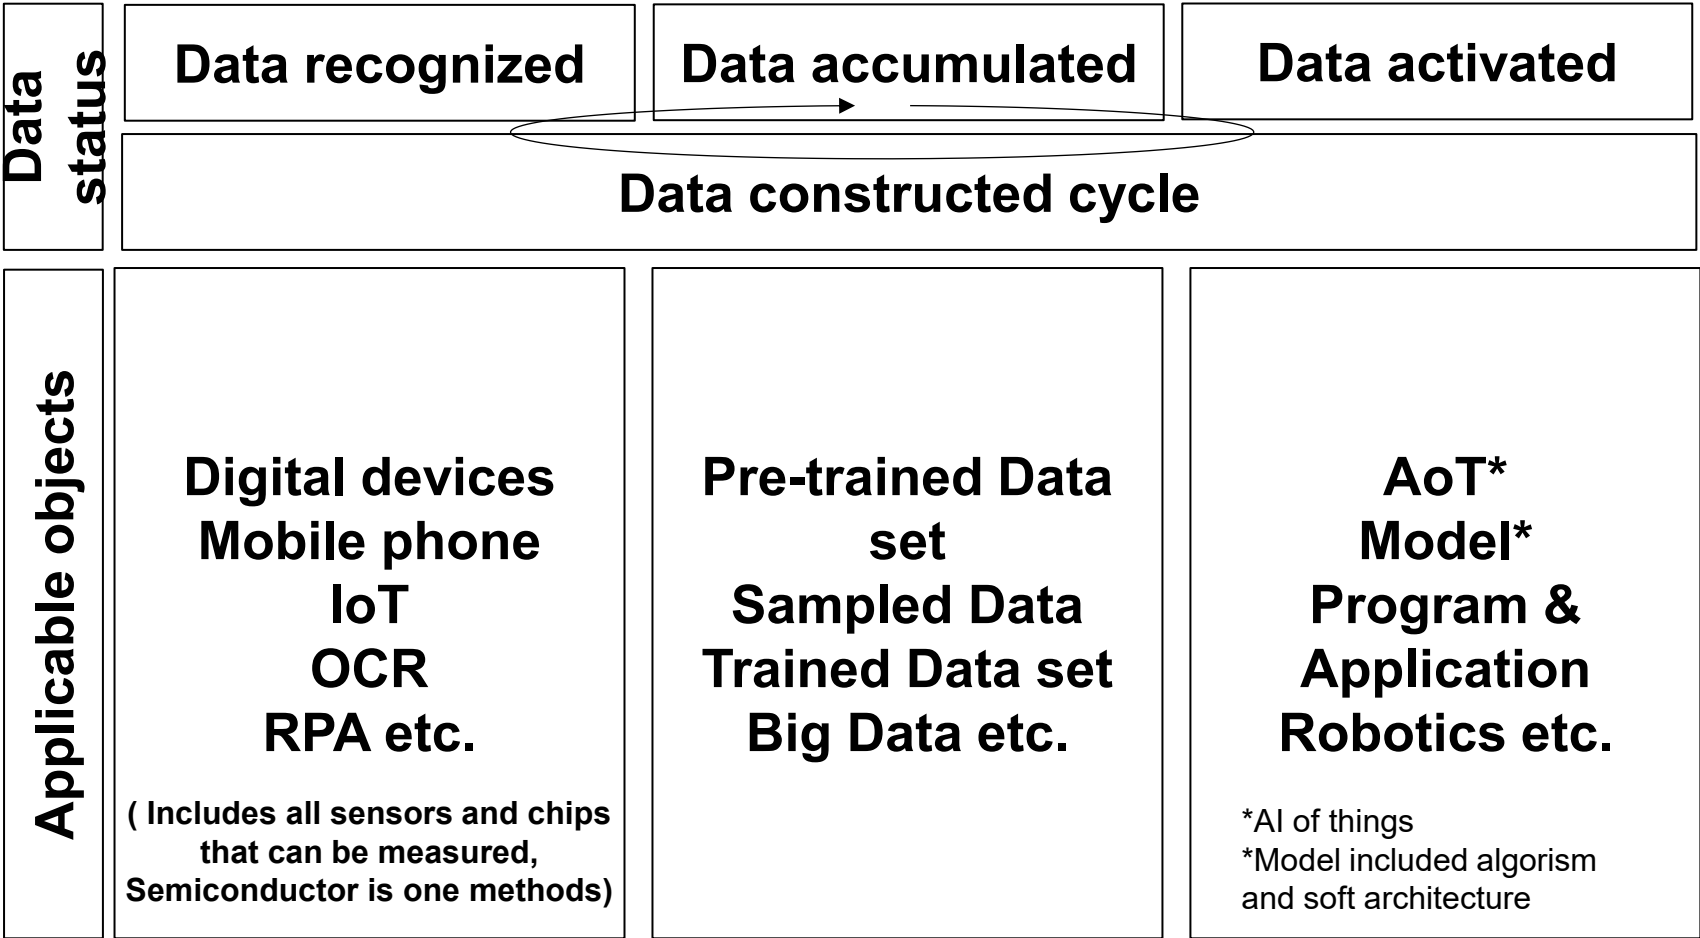 Data
status
Data recognized
Data accumulated
Data activated
Data constructed cycle
Applicable objects
Digital devices
Mobile phone
IoT
OCR
RPA etc.
( Includes all sensors and chips
that can be measured,
Semiconductor is one methods)
Pre-trained Data
set
Sampled Data
Trained Data set
Big Data etc.
AoT*
Model*
Program &
Application
Robotics etc.
*AI of things
*Model included algorism
and soft architecture